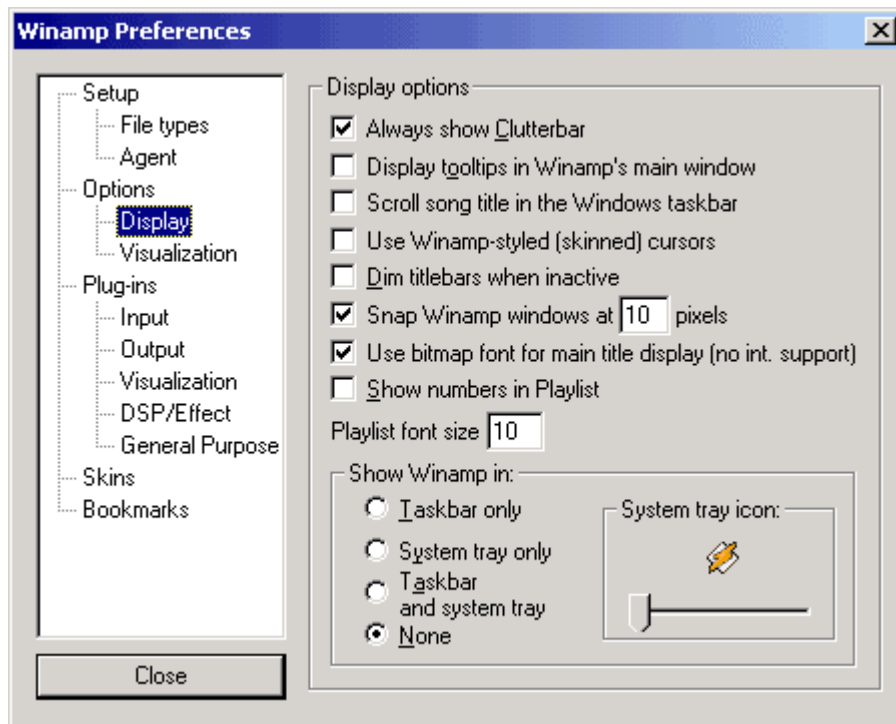 Winamp Preferences
Setup
File types
Agent
Options
Display
Visualization
Plug-ins
Input
Output
Visualization
DSP/Effect
General Purpose
Skins
Bookmarks
Close
Display options
Always show Clutterbar
Display tooltips in Winamp's main window
Scroll song title in the Windows taskbar
Use Winamp-styled (skinned) cursors
Dim titlebars when inactive
Snap Winamp windows at 10 pixels
Use bitmap font for main title display (no int. support)
Show numbers in Playlist
Playlist font size 10
Show Winamp in:
Taskbar only
System tray only
Taskbar
and system tray
None
System tray icon: